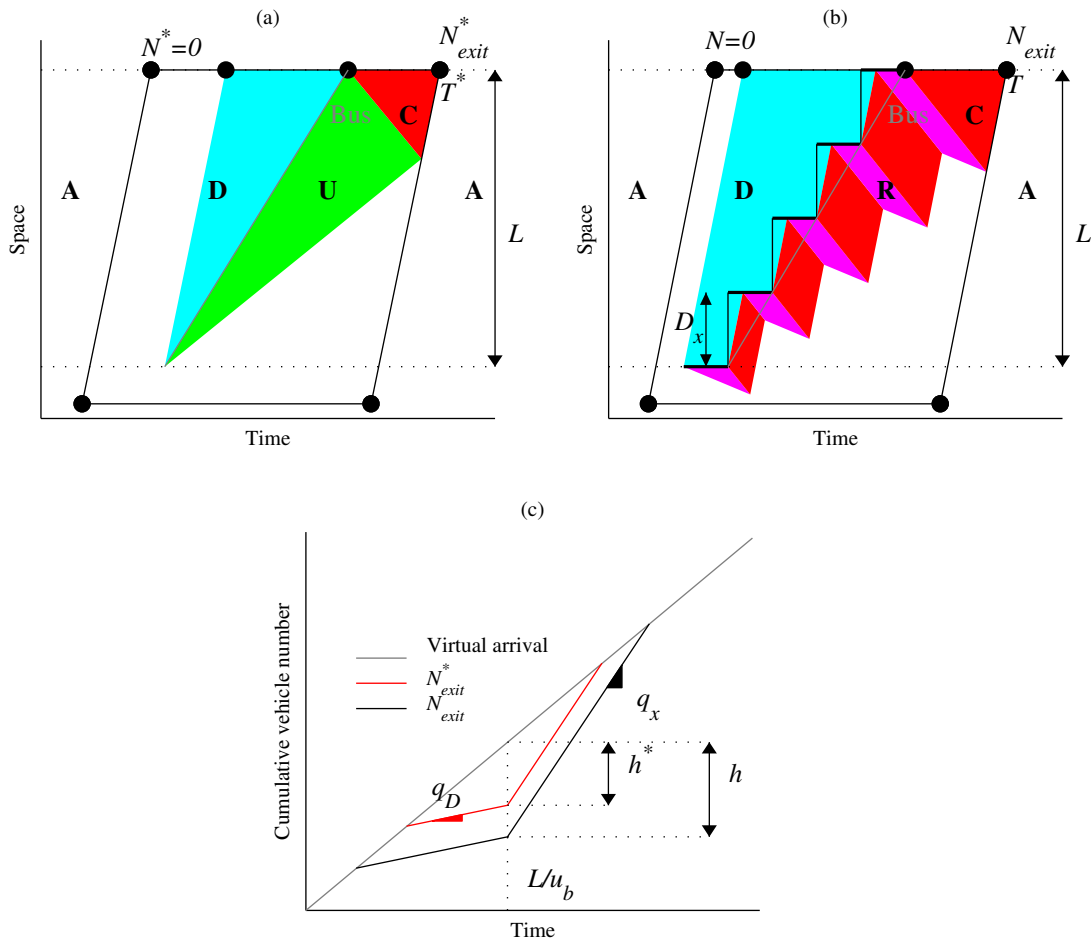 (a)
N*=0
N*exit
T*
Bus
C
A
D
U
A
L
Space
Time
(b)
N=0
Nexit
T
Bus
C
A
D
R
A
L
Dx
Space
Time
(c)
Cumulative vehicle number
Virtual arrival
N*exit
Nexit
qx
h*
h
qD
L/ub
Time